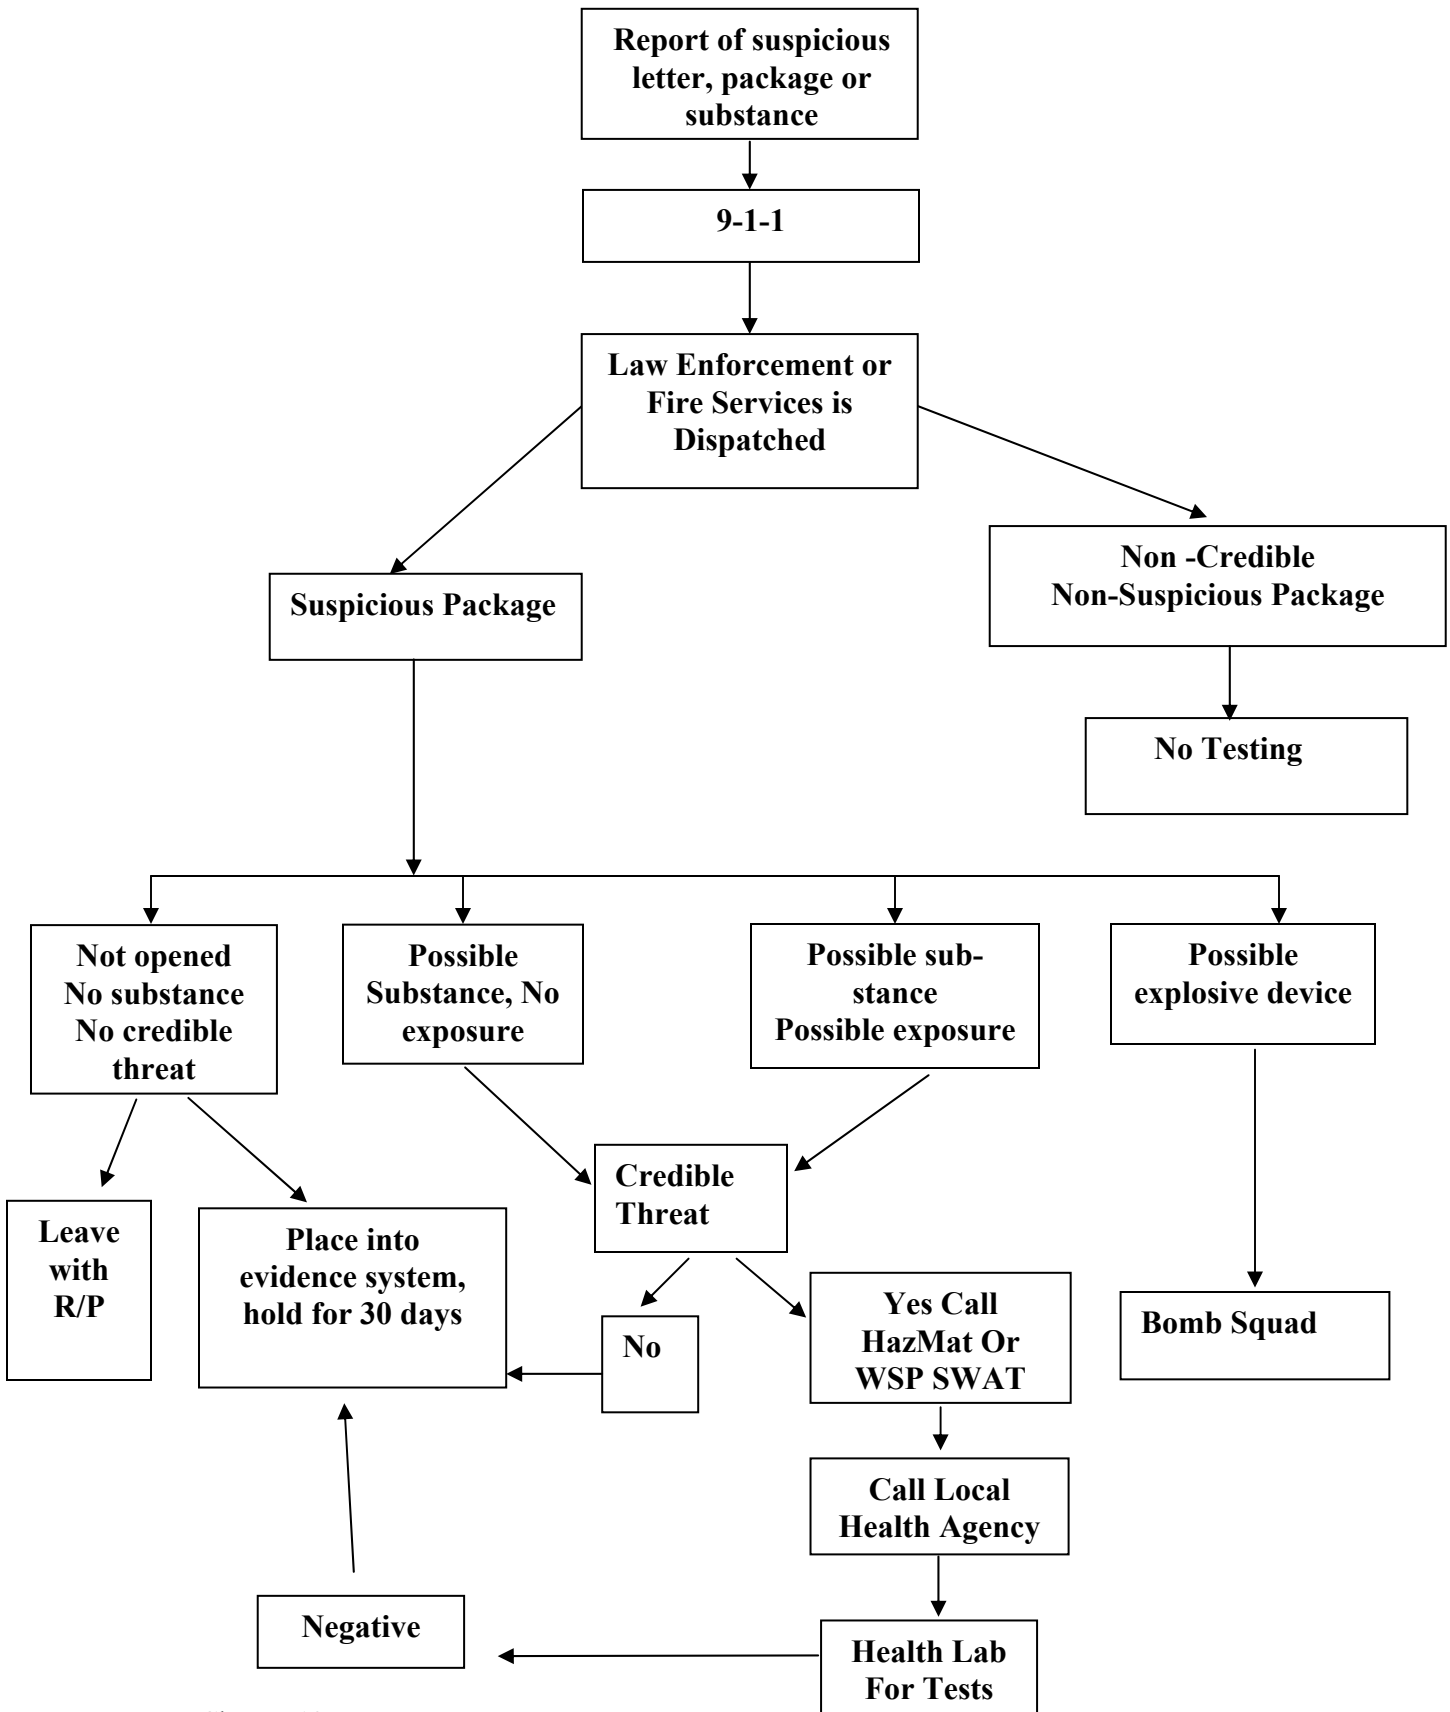 Report of suspicious
letter, package or
substance
9-1-1
Law Enforcement or
Fire Services is
Dispatched
Non -Credible
Non-Suspicious Package
Suspicious Package
No Testing
Not opened
No substance
No credible
threat
Possible
Substance, No
exposure
Possible sub-
stance
Possible exposure
Possible
explosive device
Credible
Threat
Leave
with
R/P
Place into
evidence system,
hold for 30 days
No
Yes Call
HazMat Or
WSP SWAT
Bomb Squad
Call Local
Health Agency
Negative
Health Lab
For Tests